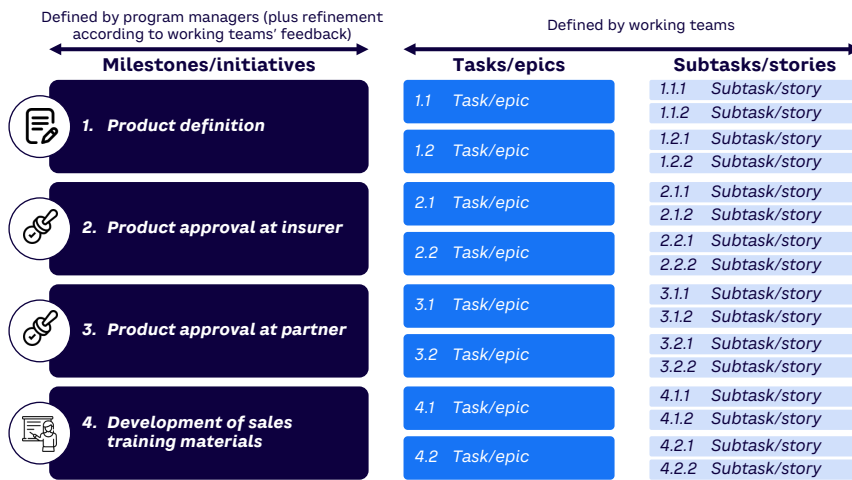 Defined by program managers (plus refinement
according to working teams' feedback)
Defined by working teams
Milestones/initiatives
Tasks/epics
Subtasks/stories
1. Product definition
1.1 Task/epic
1.1.1 Subtask/story
1.1.2 Subtask/story
1.2 Task/epic
1.2.1 Subtask/story
1.2.2 Subtask/story
2. Product approval at insurer
2.1 Task/epic
2.1.1 Subtask/story
2.1.2 Subtask/story
2.2 Task/epic
2.2.1 Subtask/story
2.2.2 Subtask/story
3. Product approval at partner
3.1 Task/epic
3.1.1 Subtask/story
3.1.2 Subtask/story
3.2 Task/epic
3.2.1 Subtask/story
3.2.2 Subtask/story
4. Development of sales
training materials
4.1 Task/epic
4.1.1 Subtask/story
4.1.2 Subtask/story
4.2 Task/epic
4.2.1 Subtask/story
4.2.2 Subtask/story